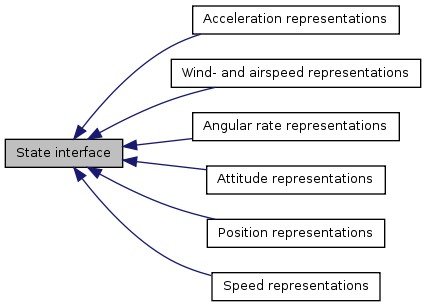 Acceleration representations
Wind- and airspeed representations
Angular rate representations
State interface
Attitude representations
Position representations
Speed representations